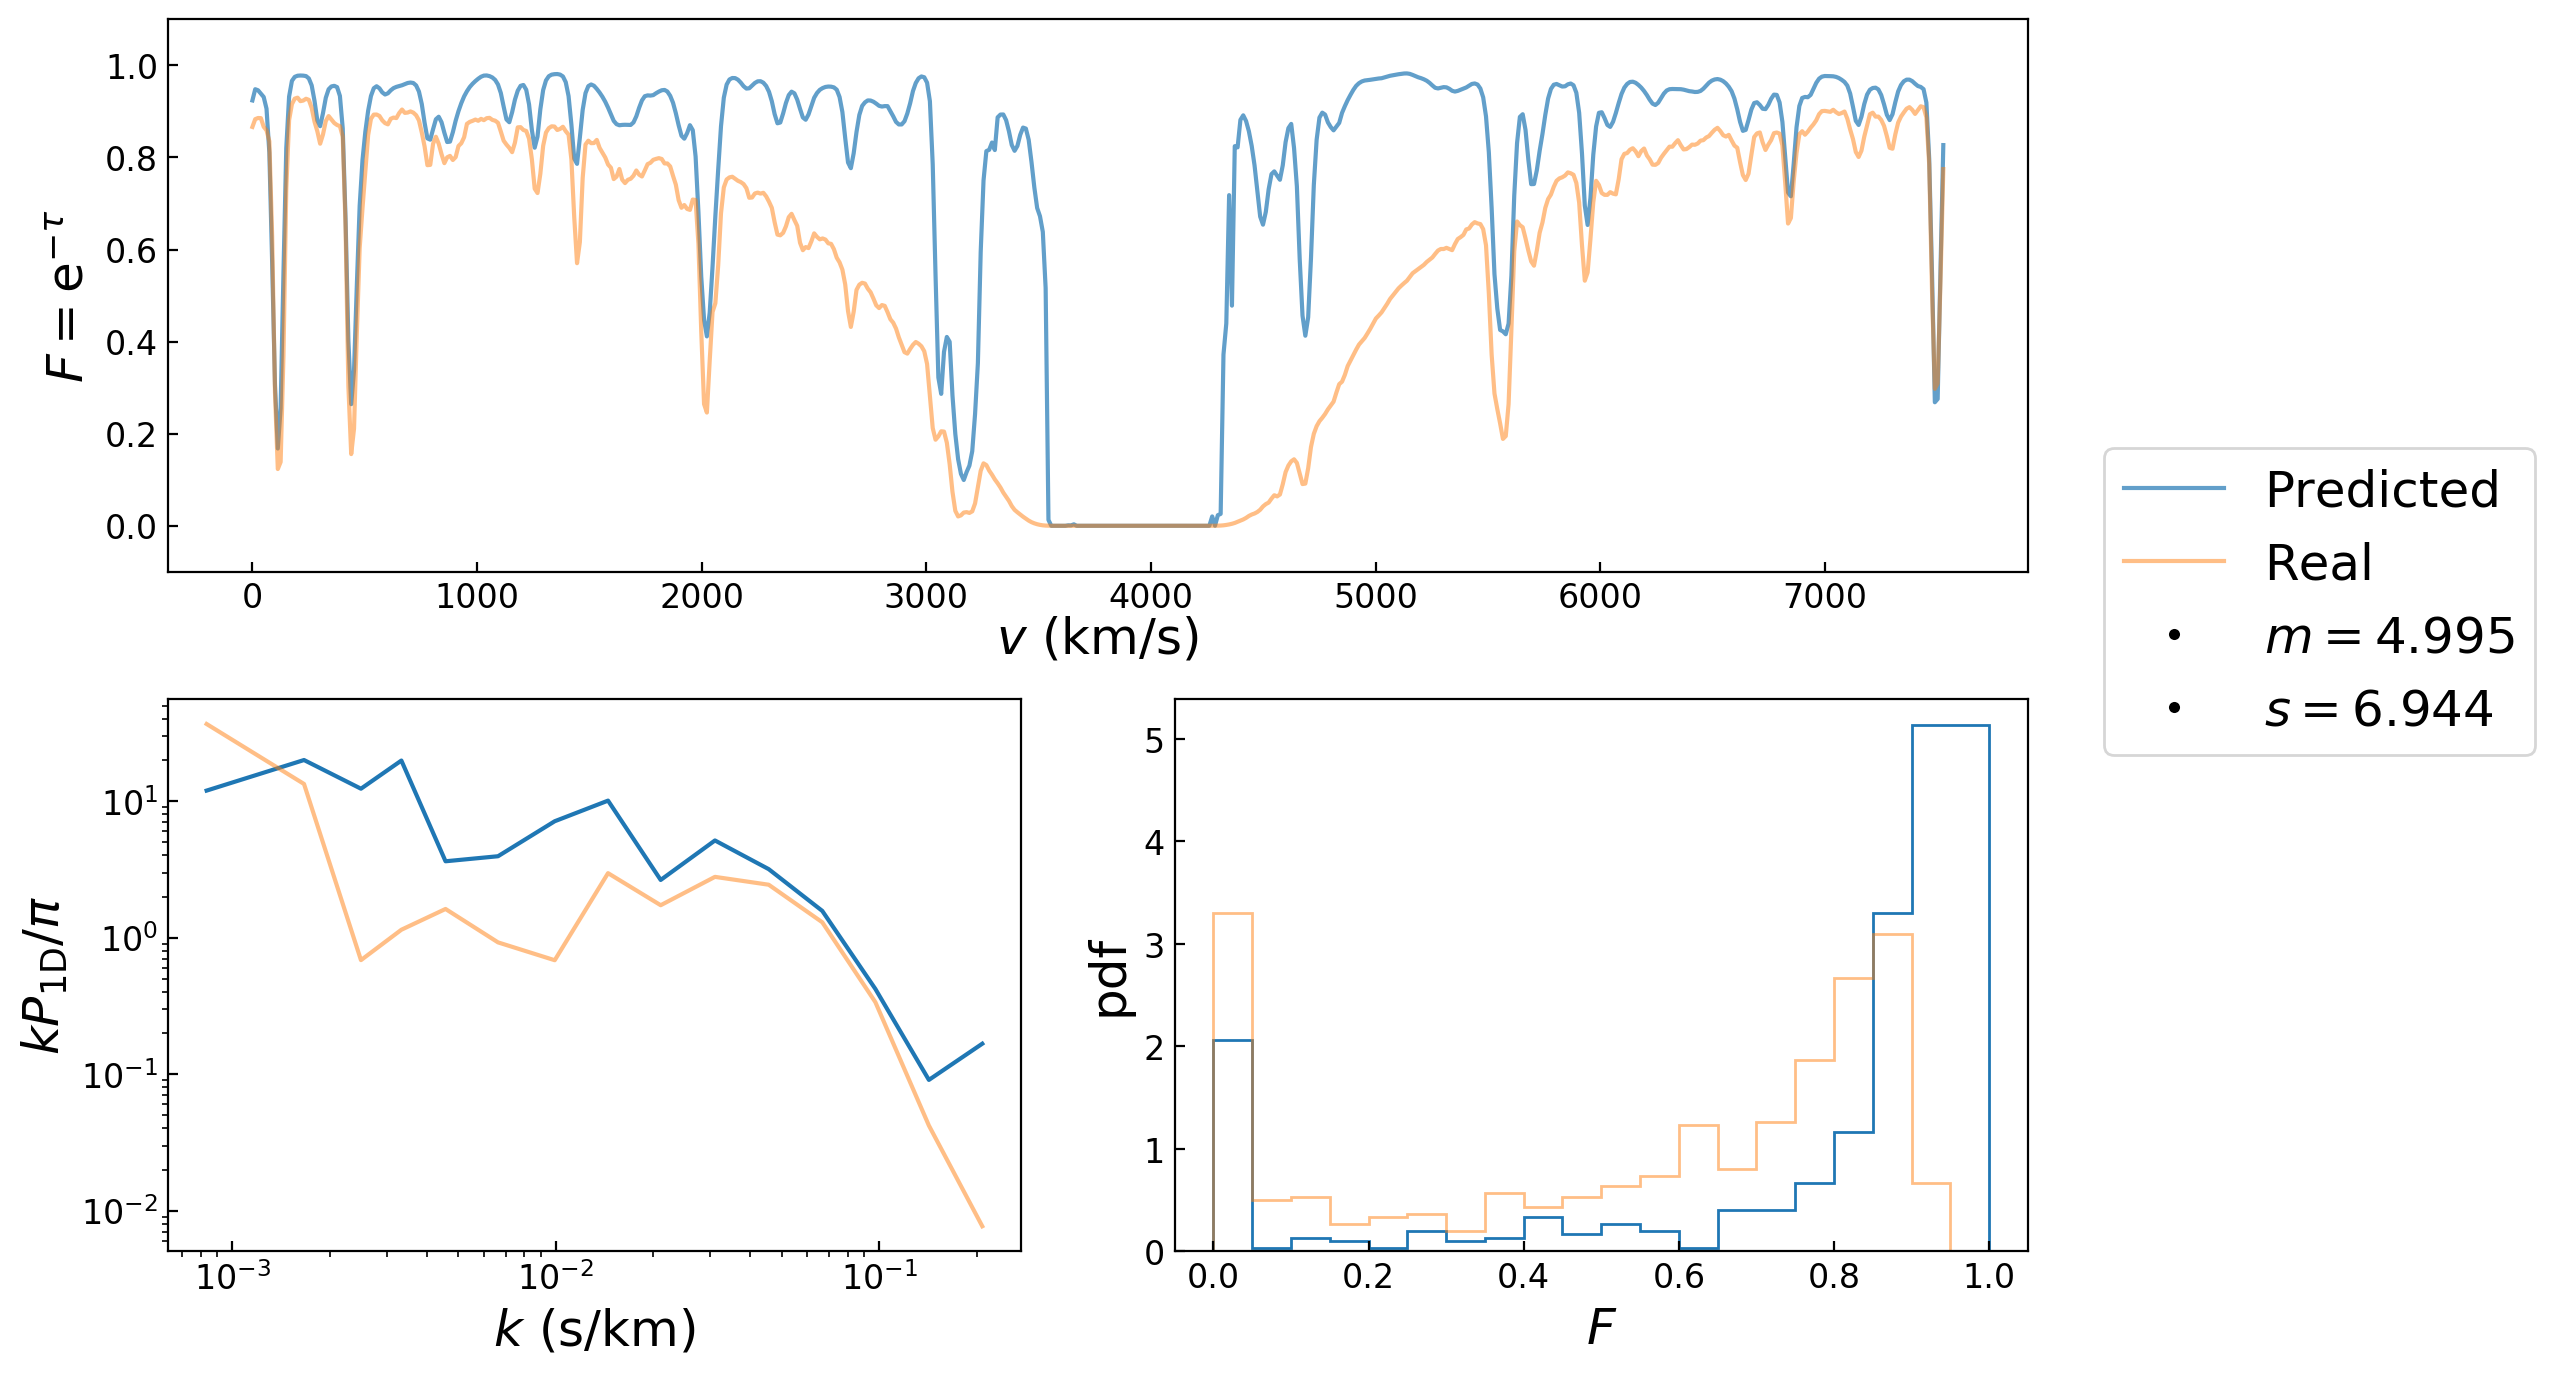 F = e^{−τ}
1.0
0.8
0.6
0.4
0.2
0.0
0 1000 2000 3000 4000 5000 6000 7000
v (km/s)
Predicted
Real
m = 4.995
s = 6.944
kP_{1D}/π
10^1
10^0
10^{−1}
10^{−2}
10^{−3} 10^{−2} 10^{−1}
k (s/km)
pdf
5
4
3
2
1
0
0.0 0.2 0.4 0.6 0.8 1.0
F